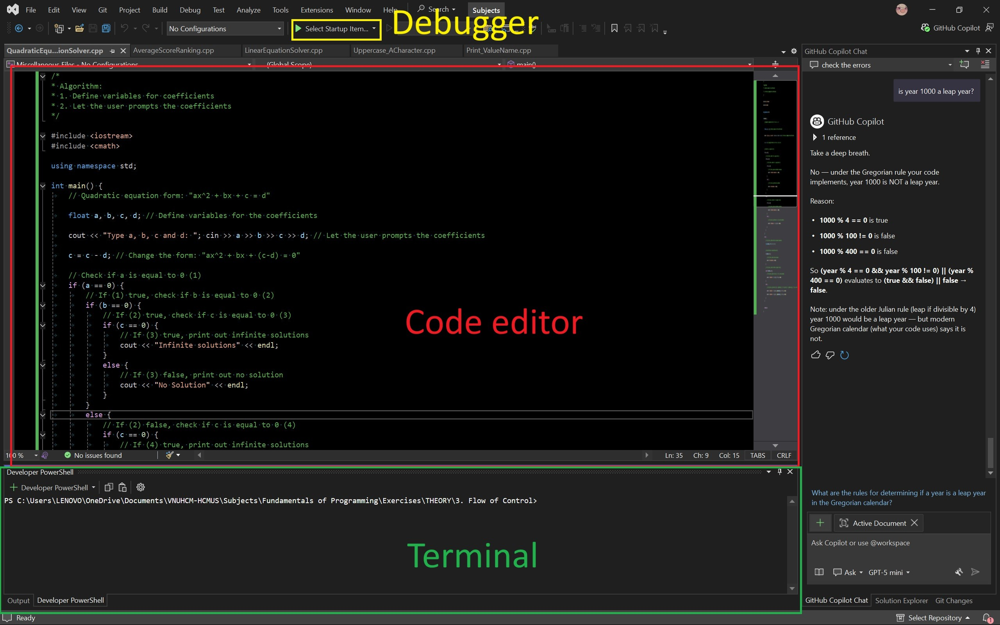 File Edit View Git Project Build Debug Test Analyze Tools Extensions Window Help Search Subjects
No Configurations Select Startup Item... Debugger GitHub Copilot
QuadraticEqu...ionSolver.cpp AverageScoreRanking.cpp LinearEquationSolver.cpp Uppercase_ACharacter.cpp Print_ValueName.cpp
Miscellaneous Files - No Configurations (Global Scope) main()
/*
* Algorithm:
* 1. Define variables for coefficients
* 2. Let the user prompts the coefficients
*/
#include <iostream>
#include <cmath>
using namespace std;
int main() {
// Quadratic equation form: "ax^2 + bx + c = d"
float a, b, c, d; // Define variables for the coefficients
cout << "Type a, b, c and d: "; cin >> a >> b >> c >> d; // Let the user prompts the coefficients
c = c - d; // Change the form: "ax^2 + bx + (c-d) = 0"
// Check if a is equal to 0 (1)
if (a == 0) {
// If (1) true, check if b is equal to 0 (2)
if (b == 0) {
// If (2) true, check if c is equal to 0 (3)
if (c == 0) {
// If (3) true, print out infinite solutions
cout << "Infinite solutions" << endl;
}
else {
// If (3) false, print out no solution
cout << "No Solution" << endl;
}
}
else {
// If (2) false, check if c is equal to 0 (4)
if (c == 0) {
// If (4) true, print out infinite solutions
Code editor
100 % No issues found Ln: 35 Ch: 9 Col: 15 TABS CRLF
Developer PowerShell
Developer PowerShell
PS C:\Users\LENOVO\OneDrive\Documents\VNUHCM-HCMUS\Subjects\Fundamentals of Programming\Exercises\THEORY\3. Flow of Control>
Terminal
Output Developer PowerShell
GitHub Copilot Chat
check the errors
is year 1000 a leap year?
GitHub Copilot
1 reference
Take a deep breath.
No — under the Gregorian rule your code
implements, year 1000 is NOT a leap year.
Reason:
• 1000 % 4 == 0 is true
• 1000 % 100 != 0 is false
• 1000 % 400 == 0 is false
So (year % 4 == 0 && year % 100 != 0) || (year %
400 == 0) evaluates to (true && false) || false →
false.
Note: under the older Julian rule (leap if divisible by 4)
year 1000 would be a leap year — but modern
Gregorian calendar (what your code uses) says it is
not.
What are the rules for determining if a year is a leap year
in the Gregorian calendar?
Active Document
Ask Copilot or use @workspace
Ask GPT-5 mini
GitHub Copilot Chat Solution Explorer Git Changes
Ready Select Repository 1